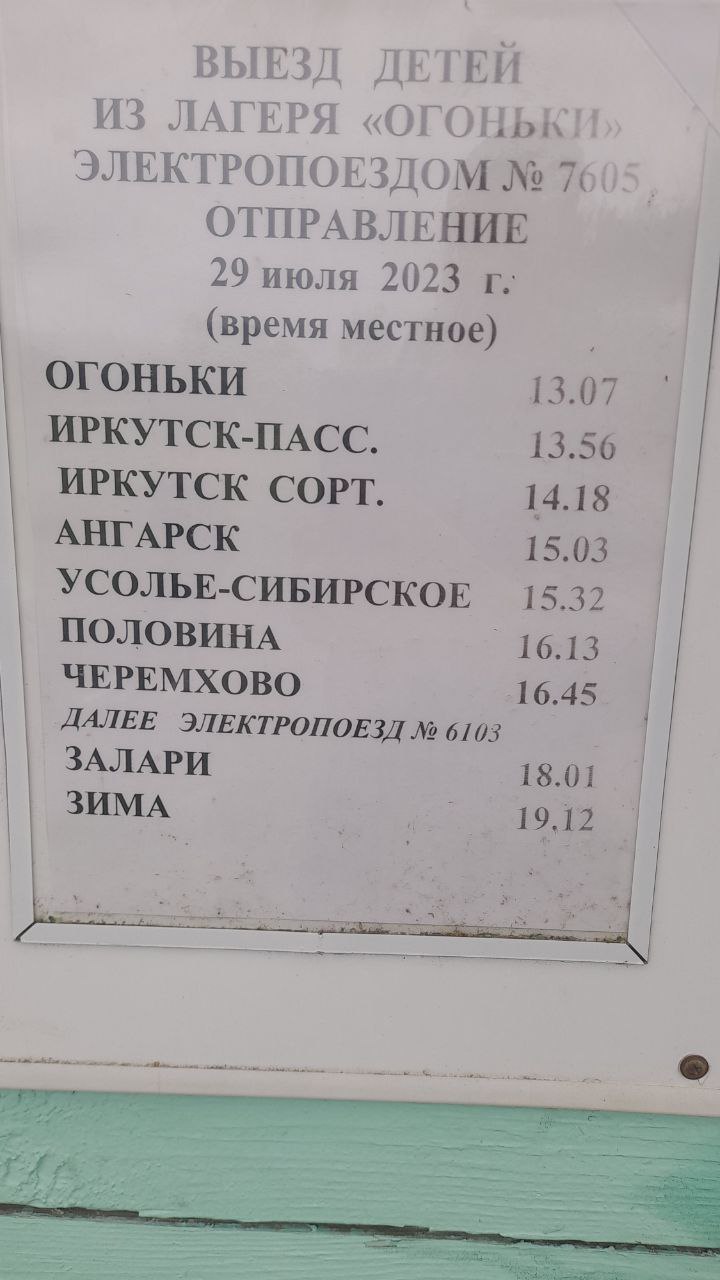 ВЫЕЗД ДЕТЕЙ
ИЗ ЛАГЕРЯ «ОГОНЬКИ»
ЭЛЕКТРОПОЕЗДОМ № 7605
ОТПРАВЛЕНИЕ
29 июля 2023 г.
(время местное)
ОГОНЬКИ 13.07
ИРКУТСК-ПАСС. 13.56
ИРКУТСК СОРТ. 14.18
АНГАРСК 15.03
УСОЛЬЕ-СИБИРСКОЕ 15.32
ПОЛОВИНА 16.13
ЧЕРЕМХОВО 16.45
ДАЛЕЕ ЭЛЕКТРОПОЕЗД № 6103
ЗАЛАРИ 18.01
ЗИМА 19.12